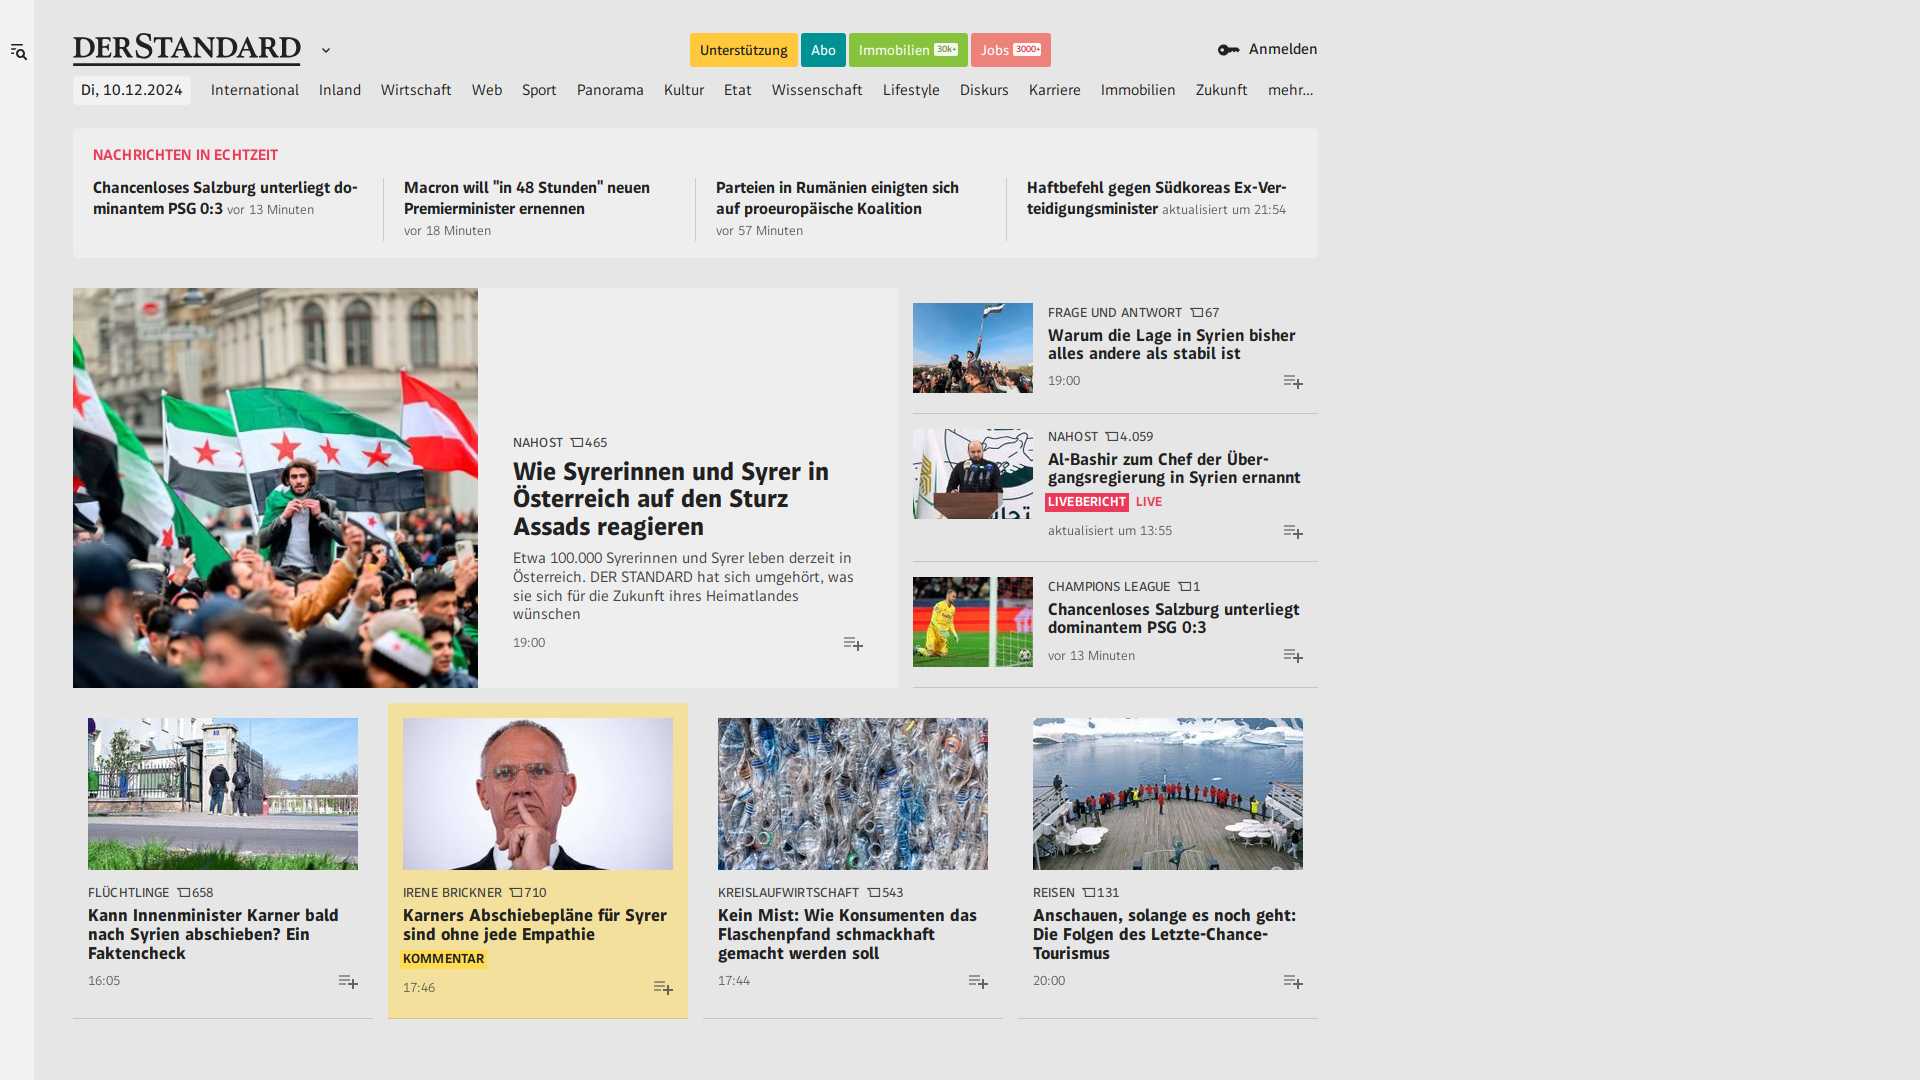 DERSTANDARD
Unterstützung Abo Immobilien 30k+ Jobs 3000+
Anmelden
Di, 10.12.2024 International Inland Wirtschaft Web Sport Panorama Kultur Etat Wissenschaft Lifestyle Diskurs Karriere Immobilien Zukunft mehr...
NACHRICHTEN IN ECHTZEIT
Chancenloses Salzburg unterliegt do-
minantem PSG 0:3 vor 13 Minuten
Macron will "in 48 Stunden" neuen
Premierminister ernennen
vor 18 Minuten
Parteien in Rumänien einigten sich
auf proeuropäische Koalition
vor 57 Minuten
Haftbefehl gegen Südkoreas Ex-Ver-
teidigungsminister aktualisiert um 21:54
NAHOST 465
Wie Syrerinnen und Syrer in
Österreich auf den Sturz
Assads reagieren
Etwa 100.000 Syrerinnen und Syrer leben derzeit in
Österreich. DER STANDARD hat sich umgehört, was
sie sich für die Zukunft ihres Heimatlandes
wünschen
19:00
FRAGE UND ANTWORT 67
Warum die Lage in Syrien bisher
alles andere als stabil ist
19:00
NAHOST 4.059
Al-Bashir zum Chef der Über-
gangsregierung in Syrien ernannt
LIVEBERICHT LIVE
aktualisiert um 13:55
CHAMPIONS LEAGUE 1
Chancenloses Salzburg unterliegt
dominantem PSG 0:3
vor 13 Minuten
FLÜCHTLINGE 658
Kann Innenminister Karner bald
nach Syrien abschieben? Ein
Faktencheck
16:05
IRENE BRICKNER 710
Karners Abschiebepläne für Syrer
sind ohne jede Empathie
KOMMENTAR
17:46
KREISLAUFWIRTSCHAFT 543
Kein Mist: Wie Konsumenten das
Flaschenpfand schmackhaft
gemacht werden soll
17:44
REISEN 131
Anschauen, solange es noch geht:
Die Folgen des Letzte-Chance-
Tourismus
20:00